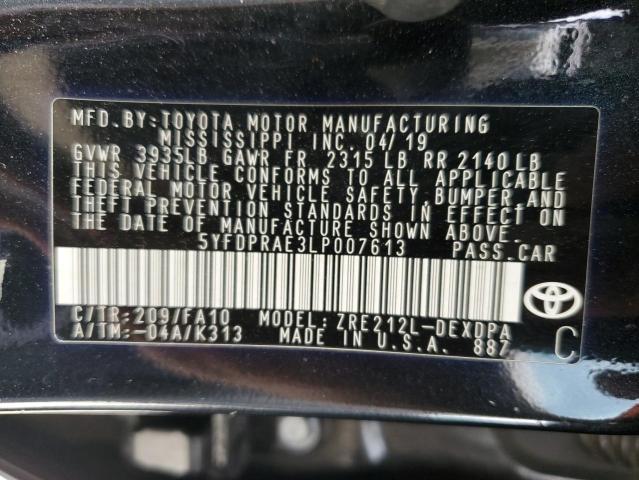 MFD.BY:TOYOTA MOTOR MANUFACTURING
MISSISSIPPI INC. 04/19
GVWR 3935LB GAWR FR 2315 LB RR 2140 LB
THIS VEHICLE CONFORMS TO ALL APPLICABLE
FEDERAL MOTOR VEHICLE SAFETY,BUMPER,AND
THEFT PREVENTION STANDARDS IN EFFECT ON
THE DATE OF MANUFACTURE SHOWN ABOVE.
5YFDPRAE3LP007613 PASS.CAR
C/TR:209/FA10 MODEL:ZRE212L-DEXDPA
A/TM:-04A/K313 MADE IN U.S.A. 887
C